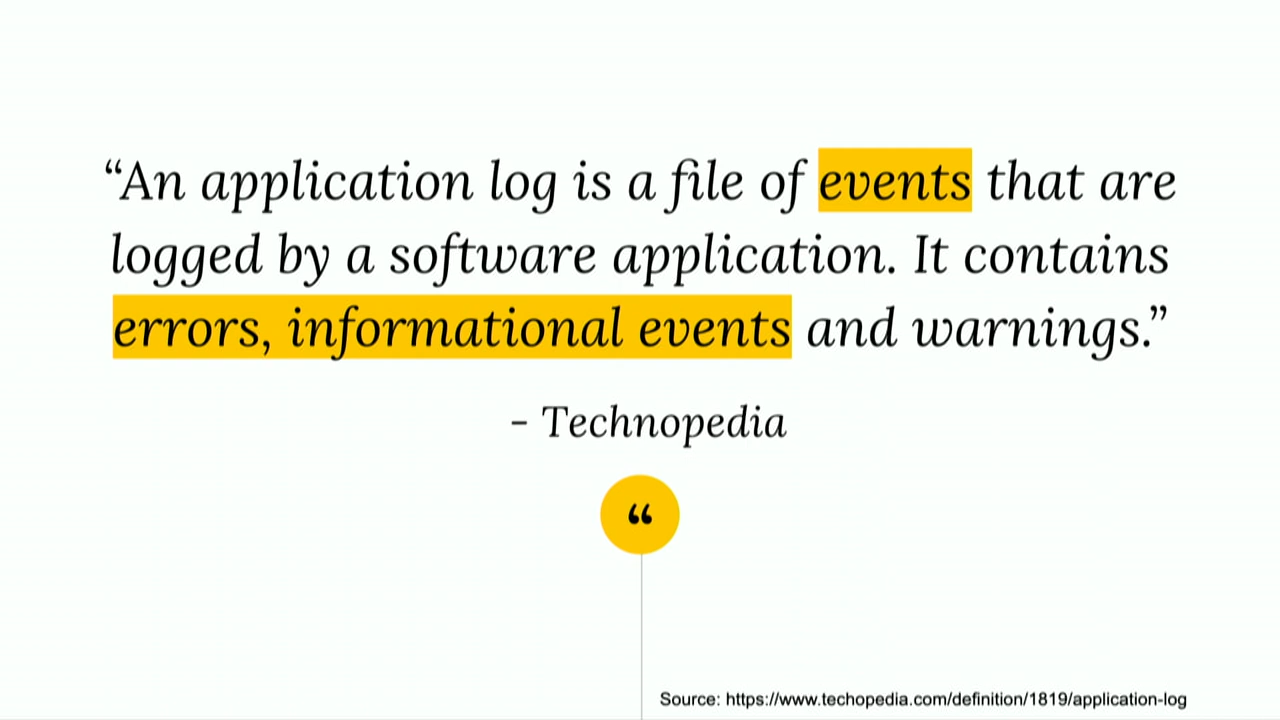 “An application log is a file of events that are
logged by a software application. It contains
errors, informational events and warnings.”
- Technopedia
“
Source: https://www.techopedia.com/definition/1819/application-log